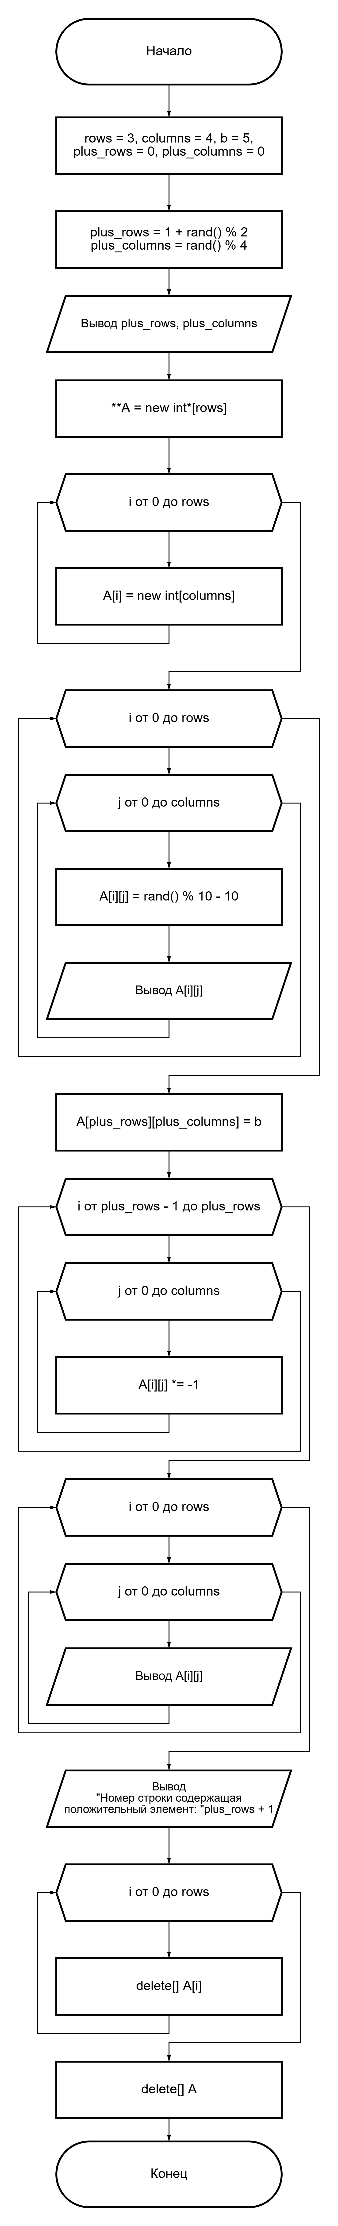 Начало
rows = 3, columns = 4, b = 5,
plus_rows = 0, plus_columns = 0
plus_rows = 1 + rand() % 2
plus_columns = rand() % 4
Вывод plus_rows, plus_columns
**A = new int*[rows]
i от 0 до rows
A[i] = new int[columns]
i от 0 до rows
j от 0 до columns
A[i][j] = rand() % 10 - 10
Вывод A[i][j]
A[plus_rows][plus_columns] = b
i от plus_rows - 1 до plus_rows
j от 0 до columns
A[i][j] *= -1
i от 0 до rows
j от 0 до columns
Вывод A[i][j]
Вывод
"Номер строки содержащая
положительный элемент: "plus_rows + 1
i от 0 до rows
delete[] A[i]
delete[] A
Конец